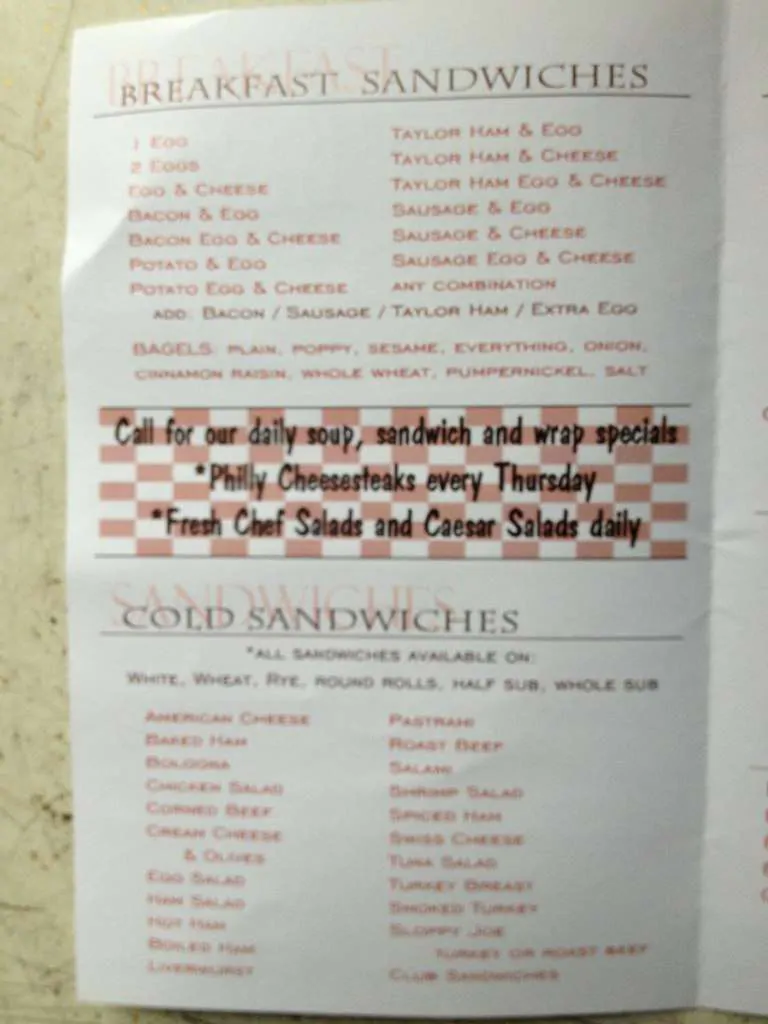 BREAKFAST
BREAKFAST SANDWICHES
1 EGG
2 EGGS
EGG & CHEESE
BACON & EGG
BACON EGG & CHEESE
POTATO & EGG
POTATO EGG & CHEESE
TAYLOR HAM & EGG
TAYLOR HAM & CHEESE
TAYLOR HAM EGG & CHEESE
SAUSAGE & EGG
SAUSAGE & CHEESE
SAUSAGE EGG & CHEESE
ANY COMBINATION
ADD: BACON / SAUSAGE / TAYLOR HAM / EXTRA EGG
BAGELS: PLAIN, POPPY, SESAME, EVERYTHING, ONION,
CINNAMON RAISIN, WHOLE WHEAT, PUMPERNICKEL, SALT
Call for our daily soup, sandwich and wrap specials
*Philly Cheesesteaks every Thursday
*Fresh Chef Salads and Caesar Salads daily
SANDWICHES
COLD SANDWICHES
*ALL SANDWICHES AVAILABLE ON:
WHITE, WHEAT, RYE, ROUND ROLLS, HALF SUB, WHOLE SUB
AMERICAN CHEESE
BAKED HAM
BOLOGNA
CHICKEN SALAD
CORNED BEEF
CREAM CHEESE
& OLIVES
EGG SALAD
HAM SALAD
HOT HAM
BOILED HAM
LIVERWURST
PASTRAMI
ROAST BEEF
SALAMI
SHRIMP SALAD
SPICED HAM
SWISS CHEESE
TUNA SALAD
TURKEY BREAST
SMOKED TURKEY
SLOPPY JOE
TURKEY OR ROAST BEEF
CLUB SANDWICHES